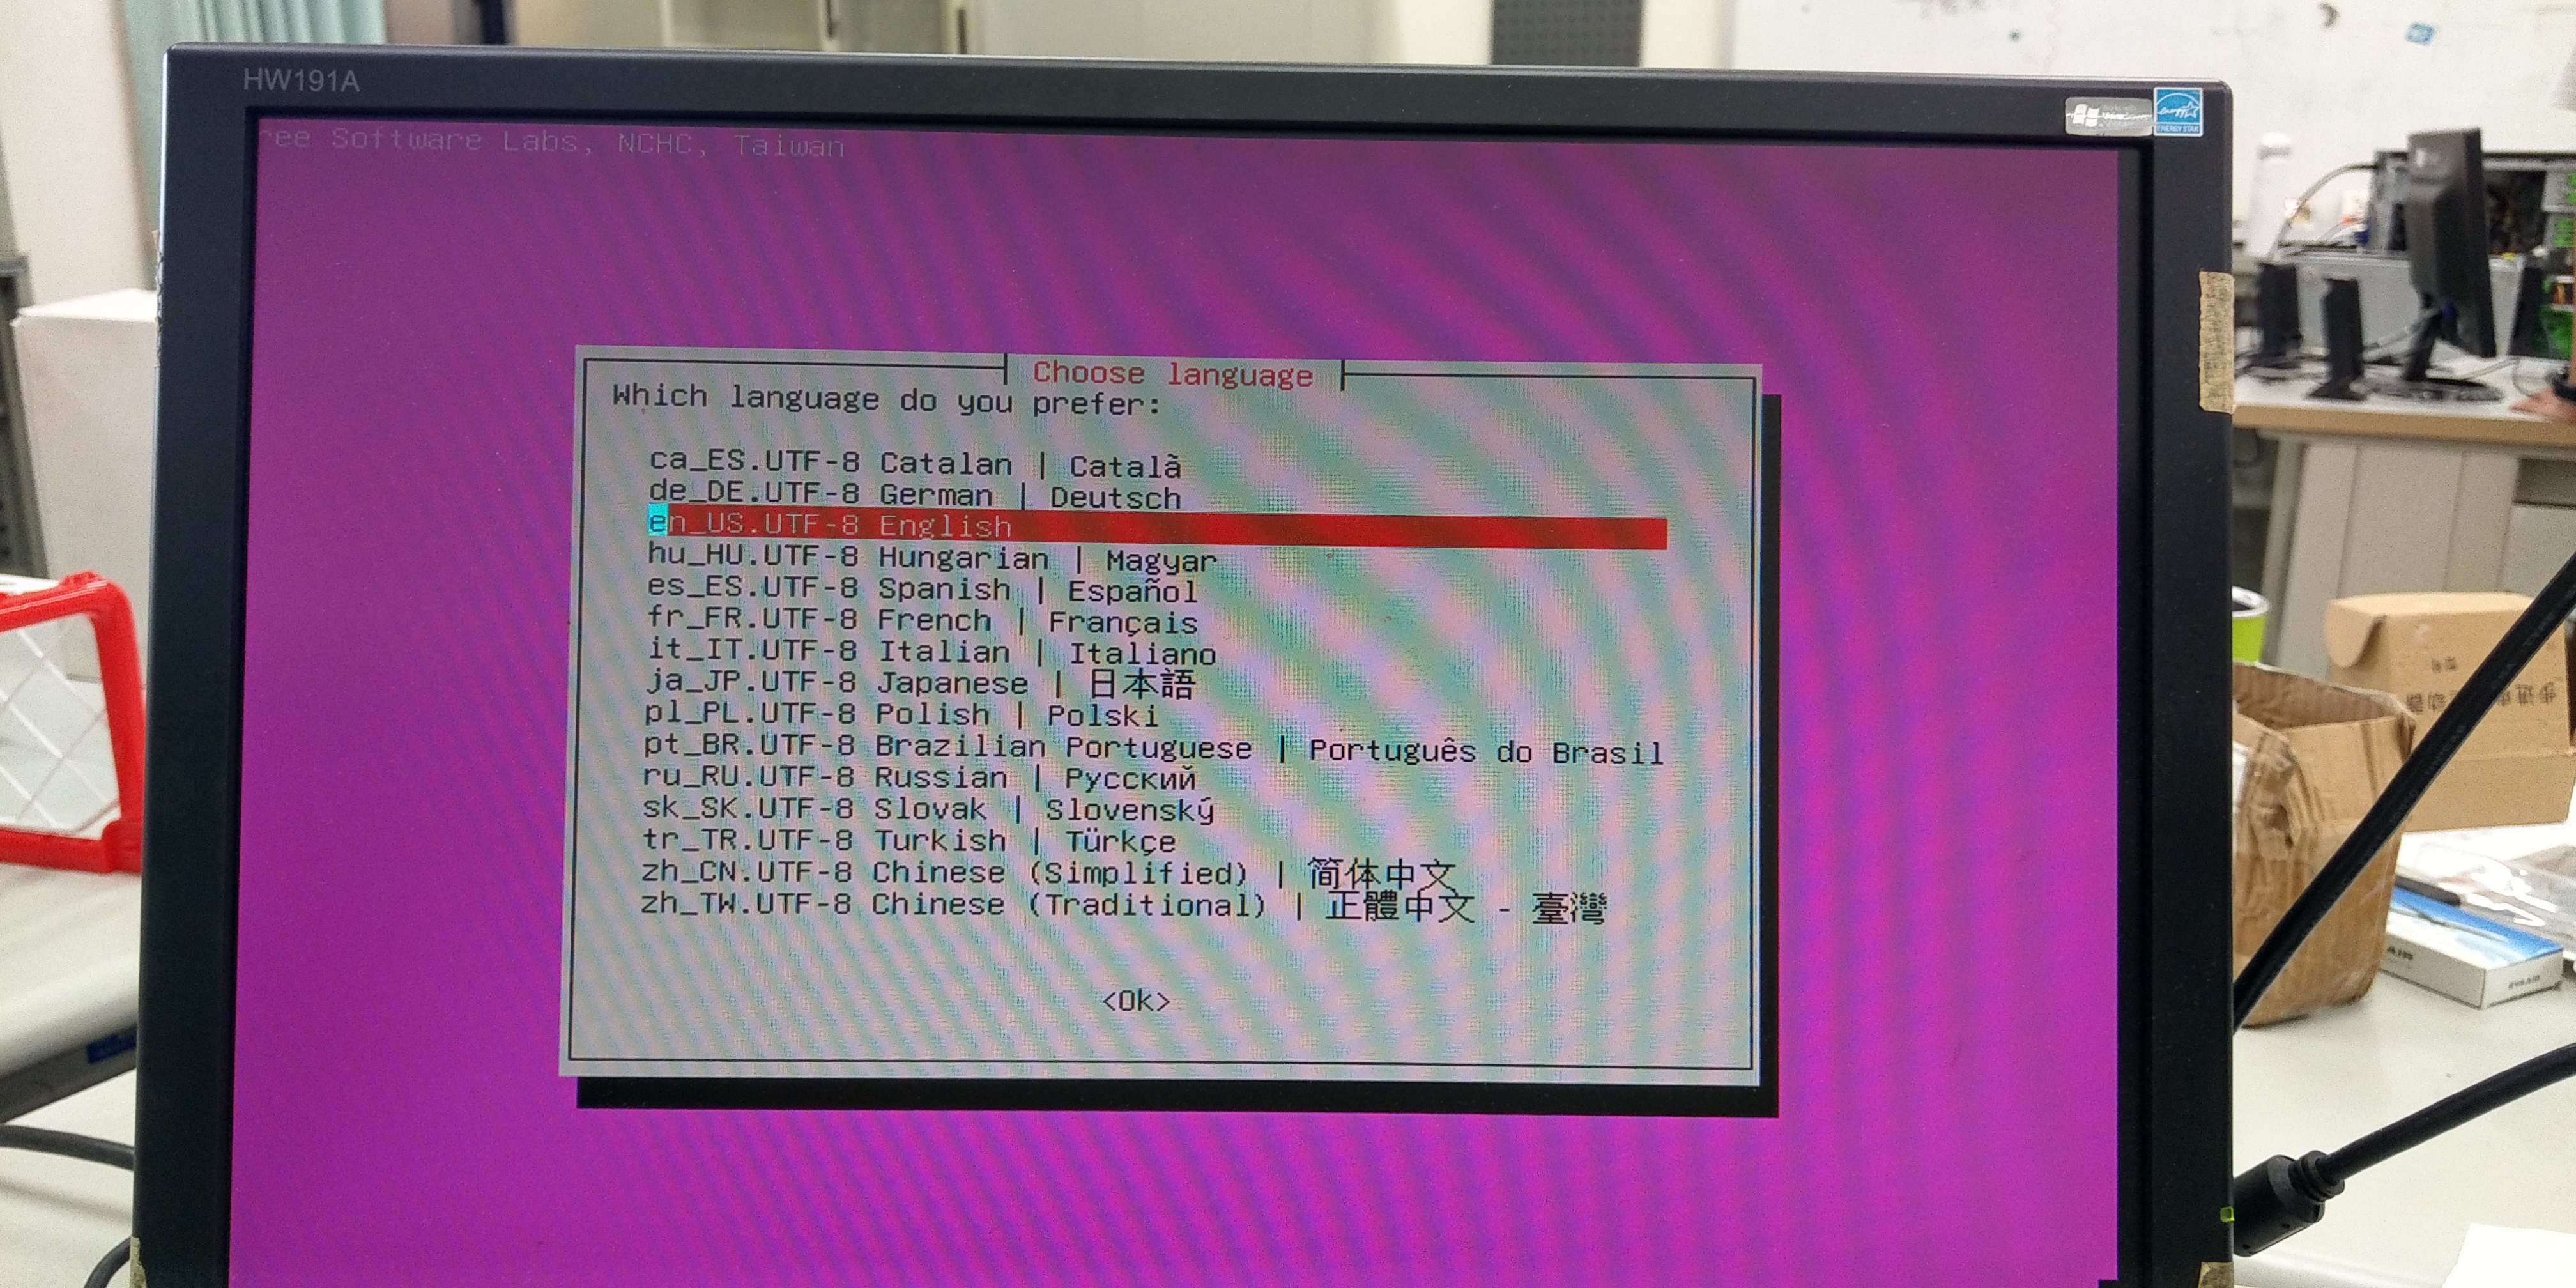 HW191A
ree Software Labs, NCHC, Taiwan
ENERGY STAR
Choose language
Which language do you prefer:
ca_ES.UTF-8 Catalan | Català
de_DE.UTF-8 German | Deutsch
en_US.UTF-8 English
hu_HU.UTF-8 Hungarian | Magyar
es_ES.UTF-8 Spanish | Español
fr_FR.UTF-8 French | Français
it_IT.UTF-8 Italian | Italiano
ja_JP.UTF-8 Japanese | 日本語
pl_PL.UTF-8 Polish | Polski
pt_BR.UTF-8 Brazilian Portuguese | Português do Brasil
ru_RU.UTF-8 Russian | Русский
sk_SK.UTF-8 Slovak | Slovenský
tr_TR.UTF-8 Turkish | Türkçe
zh_CN.UTF-8 Chinese (Simplified) | 简体中文
zh_TW.UTF-8 Chinese (Traditional) | 正體中文 - 臺灣
<Ok>